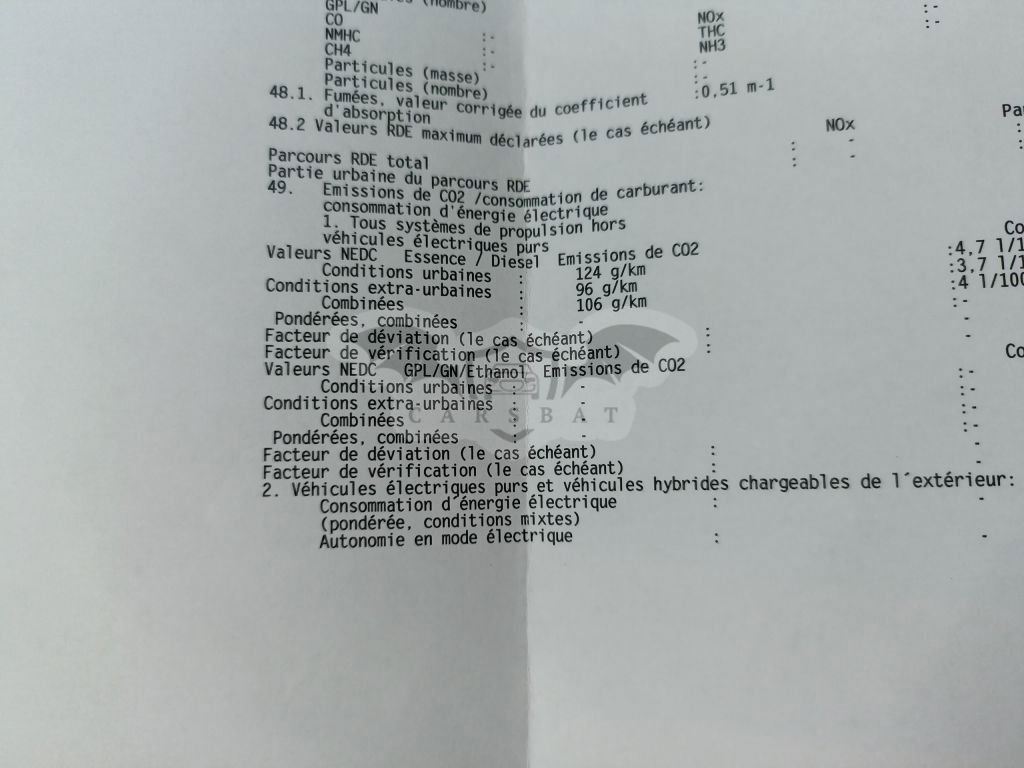 (nombre)
GPL/GN
CO NOx :-
NMHC :- THC :-
CH4 :- NH3
Particules (masse) :- :-
Particules (nombre) :-
48.1. Fumées, valeur corrigée du coefficient :0,51 m-1
d'absorption
48.2 Valeurs RDE maximum déclarées (le cas échéant) NOx
Parcours RDE total : - :
Partie urbaine du parcours RDE : - :
49. Emissions de CO2 /consommation de carburant:
consommation d'énergie électrique
1. Tous systèmes de propulsion hors
véhicules électriques purs
Valeurs NEDC Essence / Diesel Emissions de CO2
Conditions urbaines : 124 g/km :4,7
Conditions extra-urbaines : 96 g/km :3,7
Combinées : 106 g/km :4 l/100
Pondérées, combinées : - :-
Facteur de déviation (le cas échéant) : -
Facteur de vérification (le cas échéant) : -
Valeurs NEDC GPL/GN/Ethanol Emissions de CO2
Conditions urbaines : - :-
Conditions extra-urbaines : - :-
Combinées : - :-
Pondérées, combinées : - :-
Facteur de déviation (le cas échéant) : -
Facteur de vérification (le cas échéant) : -
2. Véhicules électriques purs et véhicules hybrides chargeables de l´extérieur:
Consommation d´énergie électrique : -
(pondérée, conditions mixtes)
Autonomie en mode électrique : -
CARSBAT